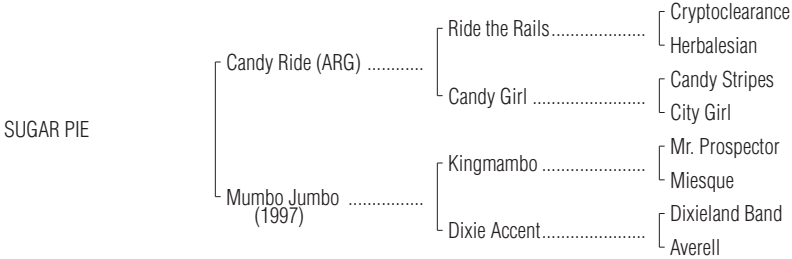 Cryptoclearance
Ride the Rails....................
Herbalesian
Candy Ride (ARG) ............
Candy Stripes
Candy Girl ........................
City Girl
SUGAR PIE
Mr. Prospector
Kingmambo ......................
Miesque
Mumbo Jumbo ................
(1997)
Dixieland Band
Dixie Accent......................
Averell